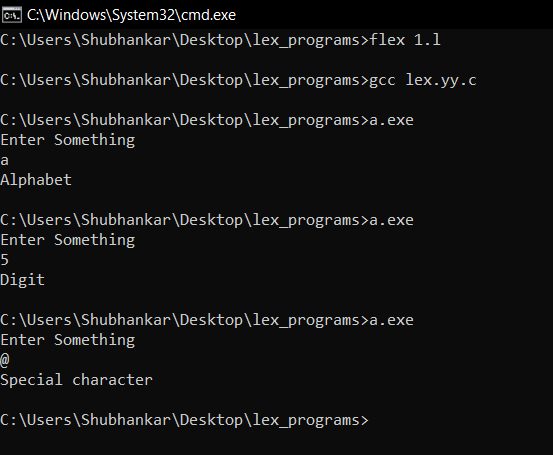 C:\Windows\System32\cmd.exe
C:\Users\Shubhankar\Desktop\lex_programs>flex 1.l
C:\Users\Shubhankar\Desktop\lex_programs>gcc lex.yy.c
C:\Users\Shubhankar\Desktop\lex_programs>a.exe
Enter Something
a
Alphabet
C:\Users\Shubhankar\Desktop\lex_programs>a.exe
Enter Something
5
Digit
C:\Users\Shubhankar\Desktop\lex_programs>a.exe
Enter Something
@
Special character
C:\Users\Shubhankar\Desktop\lex_programs>